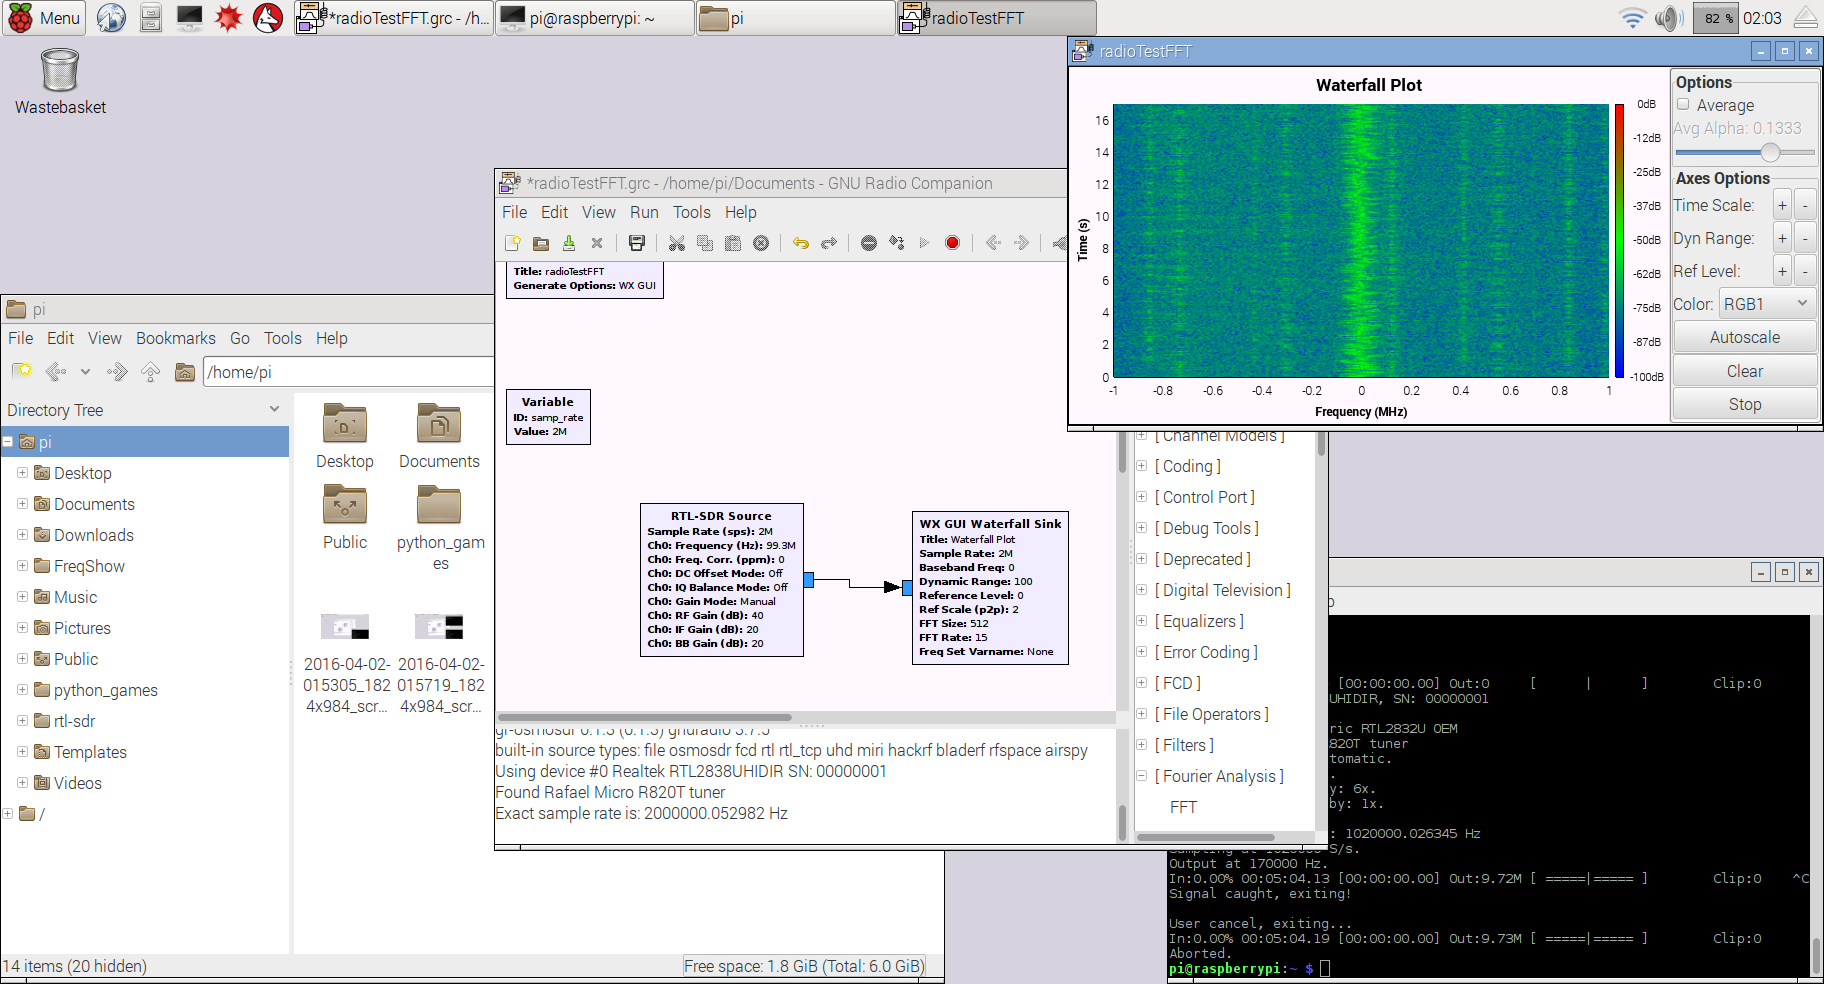 Menu
*radioTestFFT.grc - /h...
pi@raspberrypi: ~
pi
radioTestFFT
82 %
02:03
Wastebasket
radioTestFFT
Waterfall Plot
Time (s)
16
14
12
10
8
6
4
2
0
-1
-0.8
-0.6
-0.4
-0.2
0
0.2
0.4
0.6
0.8
1
Frequency (MHz)
0dB
-12dB
-25dB
-37dB
-50dB
-62dB
-75dB
-87dB
-100dB
Options
Average
Avg Alpha: 0.1333
Axes Options
Time Scale: + -
Dyn Range: + -
Ref Level: + -
Color: RGB1
Autoscale
Clear
Stop
*radioTestFFT.grc - /home/pi/Documents - GNU Radio Companion
File Edit View Run Tools Help
Title: radioTestFFT
Generate Options: WX GUI
Variable
ID: samp_rate
Value: 2M
RTL-SDR Source
Sample Rate (sps): 2M
Ch0: Frequency (Hz): 99.3M
Ch0: Freq. Corr. (ppm): 0
Ch0: DC Offset Mode: Off
Ch0: IQ Balance Mode: Off
Ch0: Gain Mode: Manual
Ch0: RF Gain (dB): 40
Ch0: IF Gain (dB): 20
Ch0: BB Gain (dB): 20
WX GUI Waterfall Sink
Title: Waterfall Plot
Sample Rate: 2M
Baseband Freq: 0
Dynamic Range: 100
Reference Level: 0
Ref Scale (p2p): 2
FFT Size: 512
FFT Rate: 15
Freq Set Varname: None
gr-osmosdr 0.1.3 (0.1.3) gnuradio 3.7.5
built-in source types: file osmosdr fcd rtl rtl_tcp uhd miri hackrf bladerf rfspace airspy
Using device #0 Realtek RTL2838UHIDIR SN: 00000001
Found Rafael Micro R820T tuner
Exact sample rate is: 2000000.052982 Hz
[ Channel Models ]
[ Coding ]
[ Control Port ]
[ Debug Tools ]
[ Deprecated ]
[ Digital Television ]
[ Equalizers ]
[ Error Coding ]
[ FCD ]
[ File Operators ]
[ Filters ]
[ Fourier Analysis ]
FFT
pi
File Edit View Bookmarks Go Tools Help
/home/pi
Directory Tree
pi
Desktop
Documents
Downloads
FreqShow
Music
Pictures
Public
python_games
rtl-sdr
Templates
Videos
/
Desktop
Documents
Public
python_gam
es
2016-04-02-
015305_182
4x984_scr...
2016-04-02-
015719_182
4x984_scr...
14 items (20 hidden)
Free space: 1.8 GiB (Total: 6.0 GiB)
[00:00:00.00] Out:0 [ | ] Clip:0
UHIDIR, SN: 00000001
ric RTL2832U OEM
820T tuner
tomatic.
.
y: 6x.
by: 1x.
: 1020000.026345 Hz
Sampling at 1020000 S/s.
Output at 170000 Hz.
In:0.00% 00:05:04.13 [00:00:00.00] Out:9.72M [ =====|===== ] Clip:0 ^C
Signal caught, exiting!
User cancel, exiting...
In:0.00% 00:05:04.19 [00:00:00.00] Out:9.73M [ =====|===== ] Clip:0
Aborted.
pi@raspberrypi:~ $